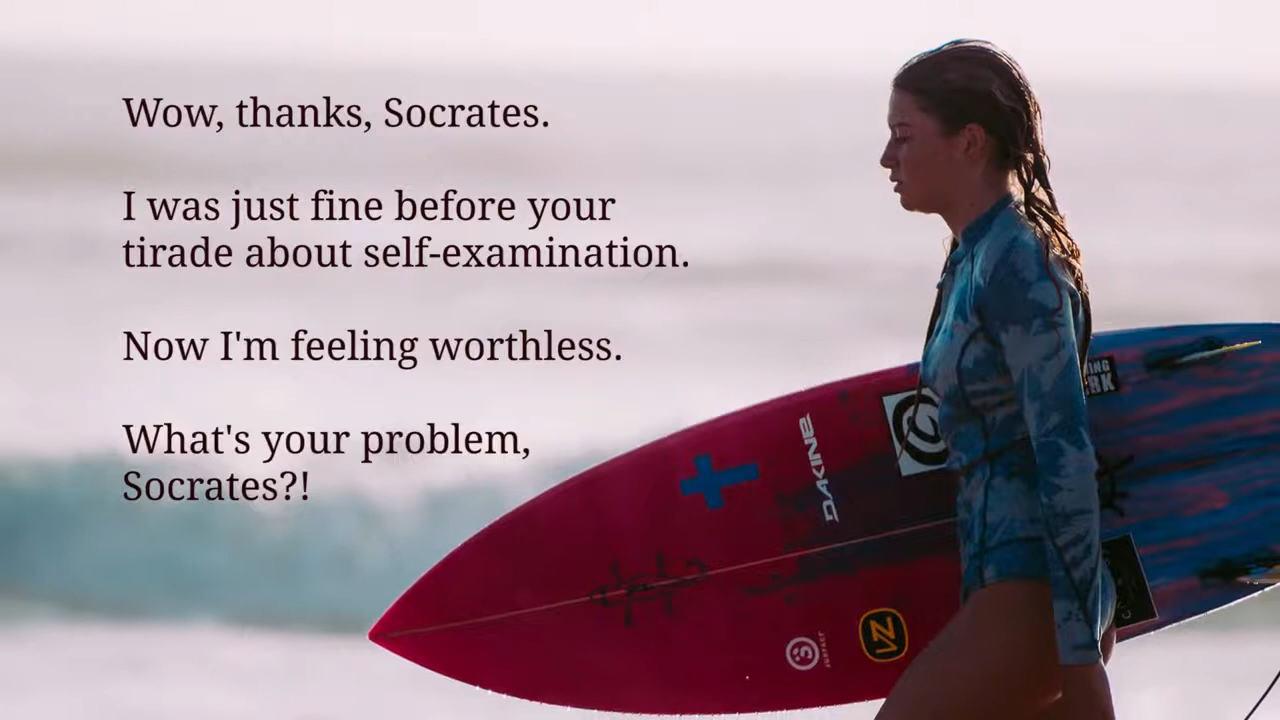 Wow, thanks, Socrates.
I was just fine before your
tirade about self-examination.
Now I'm feeling worthless.
What's your problem,
Socrates?!
DAKINE
VZ